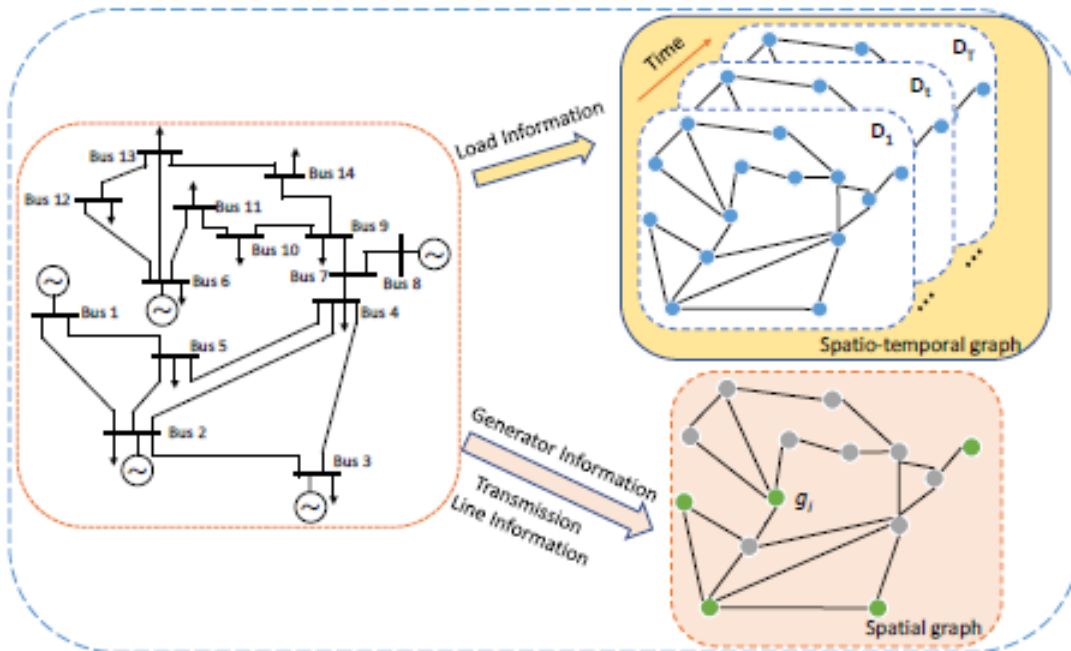 Time
D_T
D_t
D_1
Load Information
Spatio-temporal graph
...
...
Bus 13
Bus 14
Bus 12
Bus 11
Bus 10
Bus 9
Bus 7
Bus 8
Bus 6
Bus 1
Bus 4
Bus 5
Bus 2
Bus 3
Generator Information
Transmission
Line Information
g_i
Spatial graph